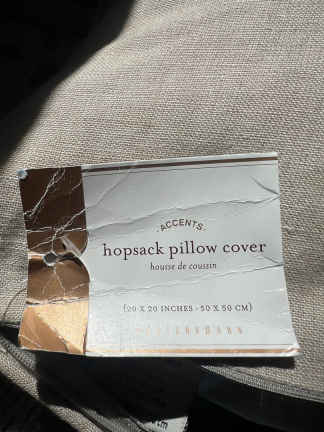 ·ACCENTS·
hopsack pillow cover
housse de coussin
(20 X 20 INCHES · 50 X 50 CM)